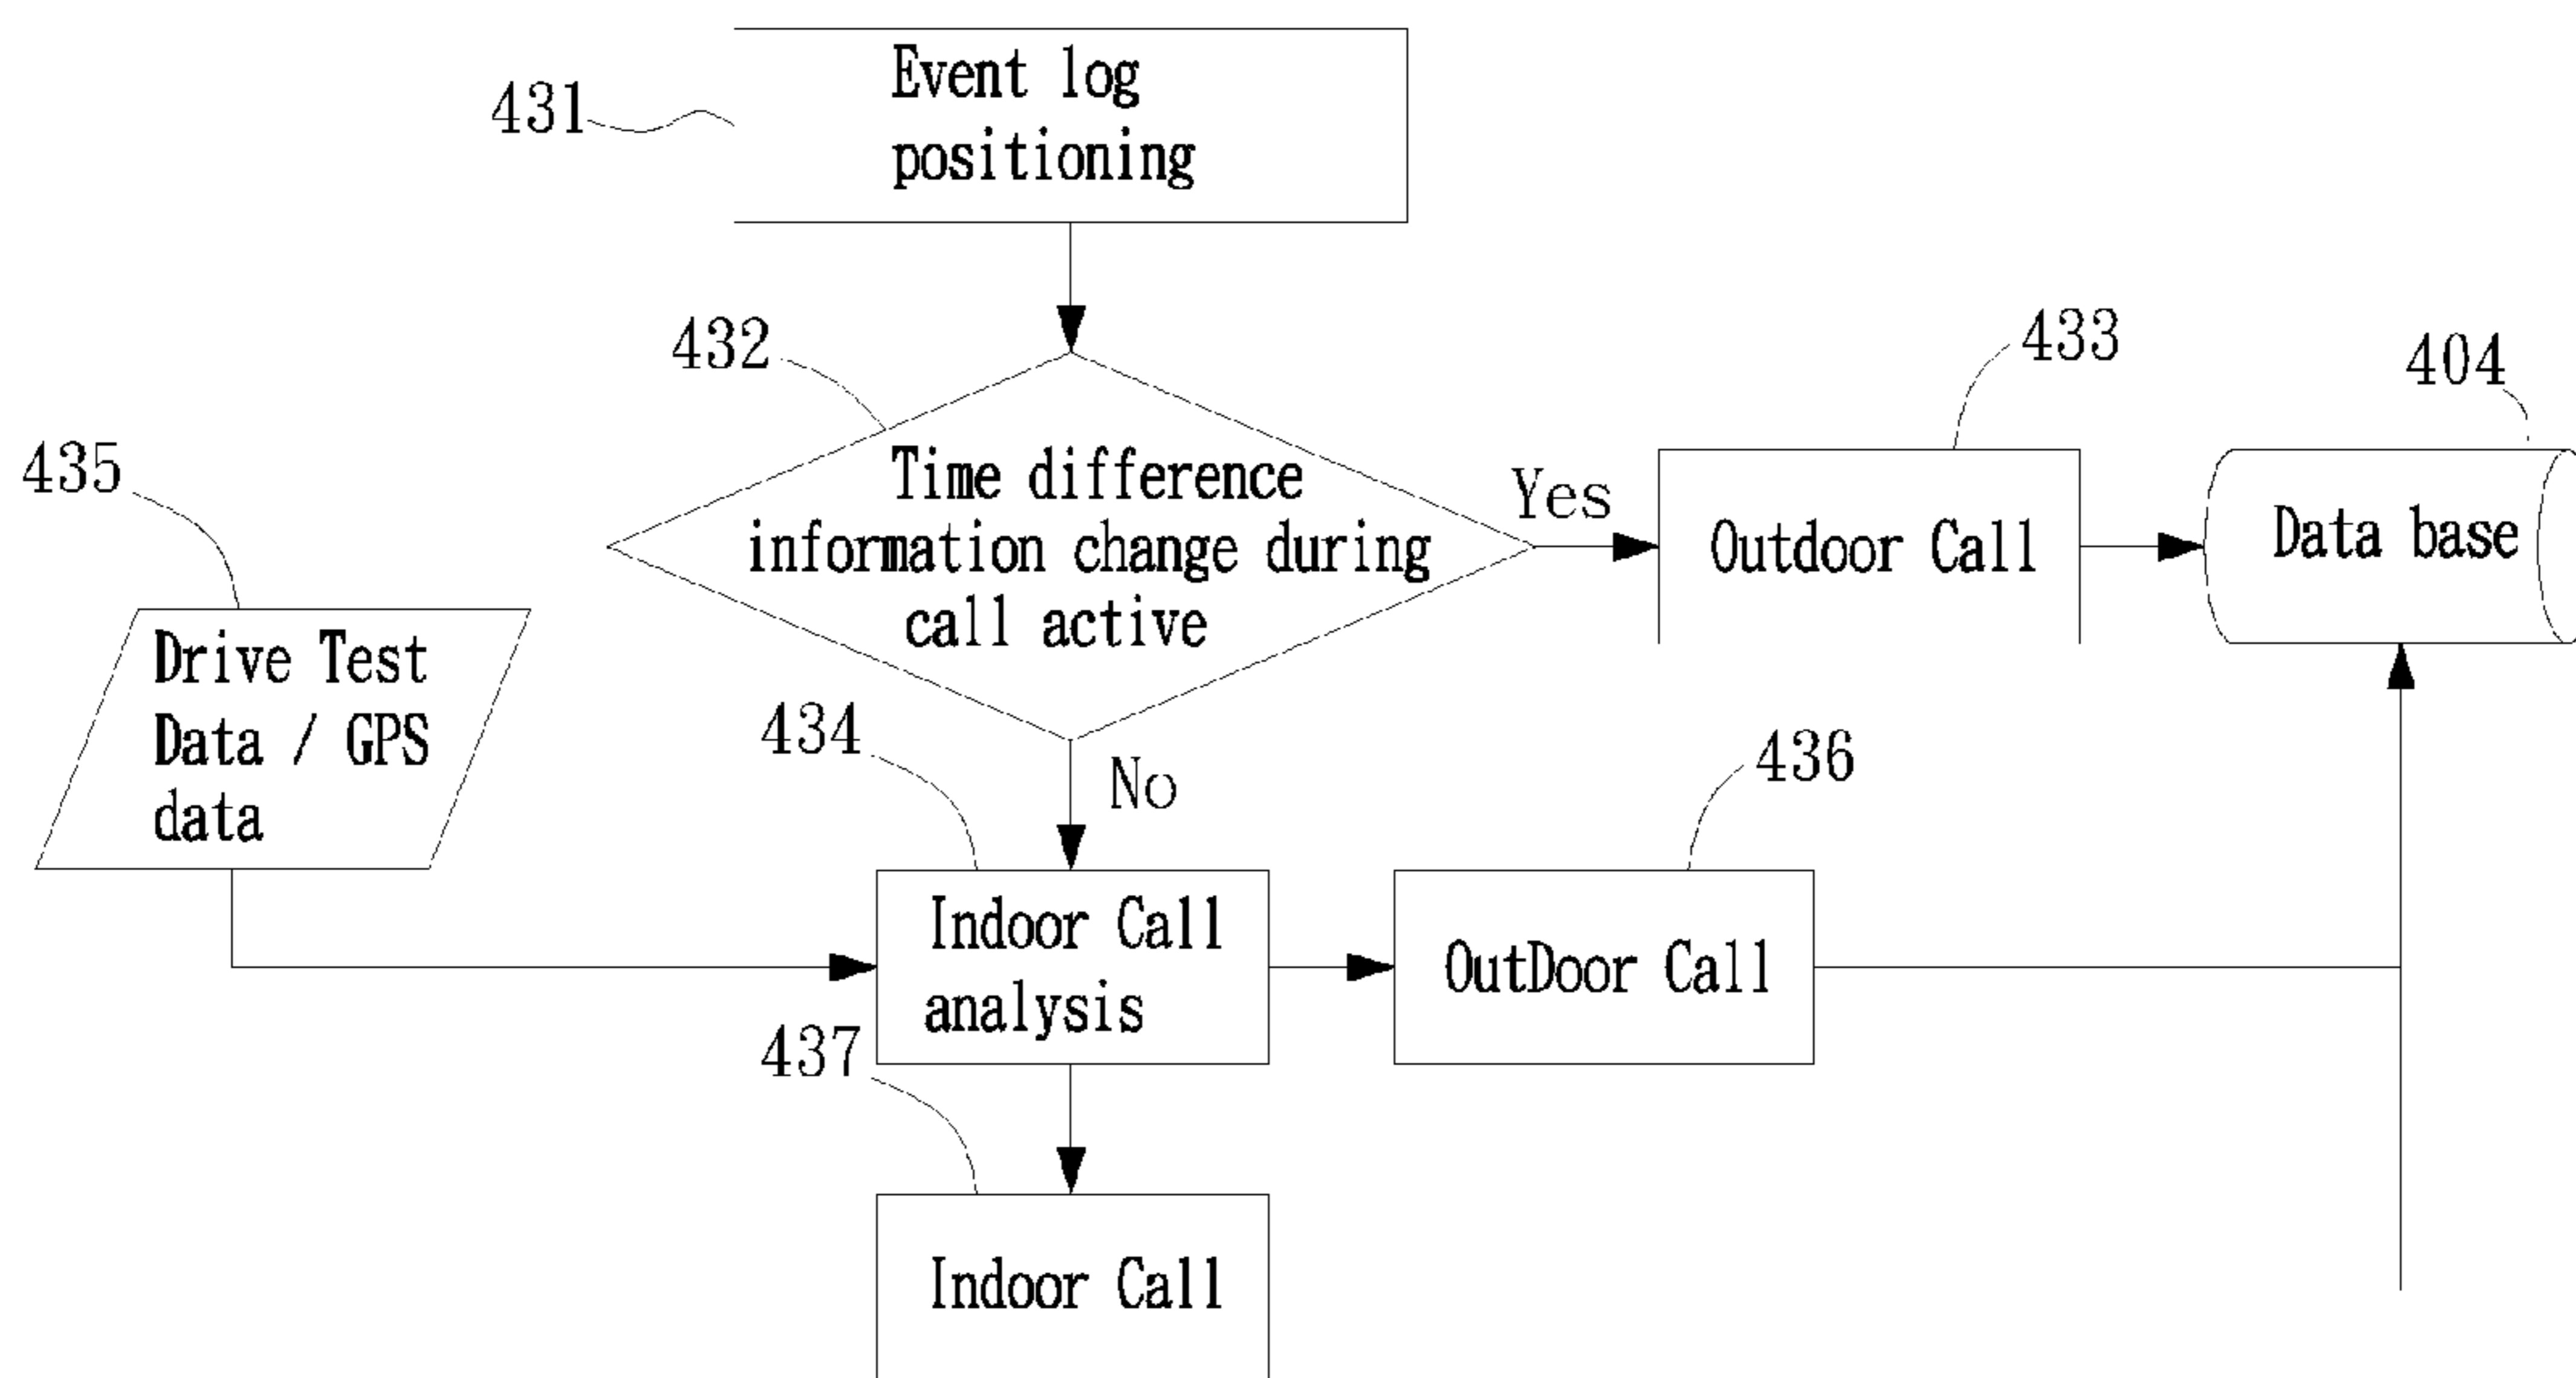 Event log
positioning
431
432
433
404
435
Time difference
information change during
call active
Yes
Outdoor Call
Data base
Drive Test
Data / GPS
data
434
No
436
Indoor Call
analysis
OutDoor Call
437
Indoor Call